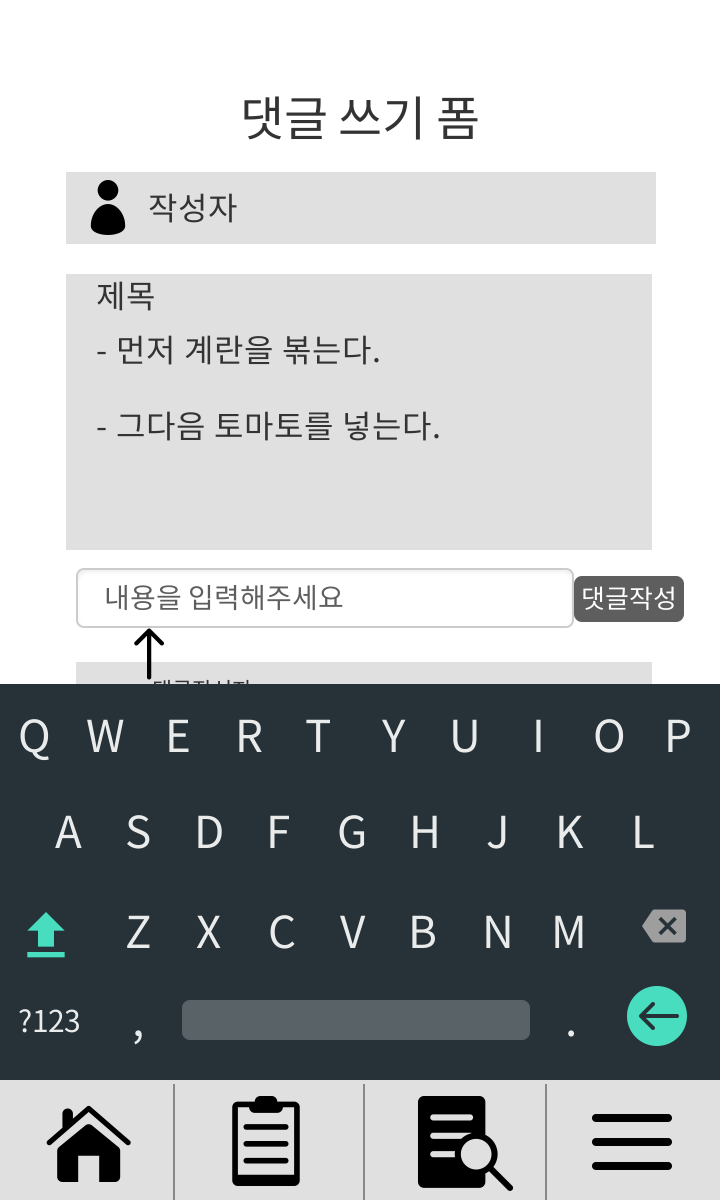 댓글 쓰기 폼
작성자
제목
- 먼저 계란을 볶는다.
- 그다음 토마토를 넣는다.
내용을 입력해주세요
댓글작성
Q W E R T Y U I O P
A S D F G H J K L
Z X C V B N M
?123 , .